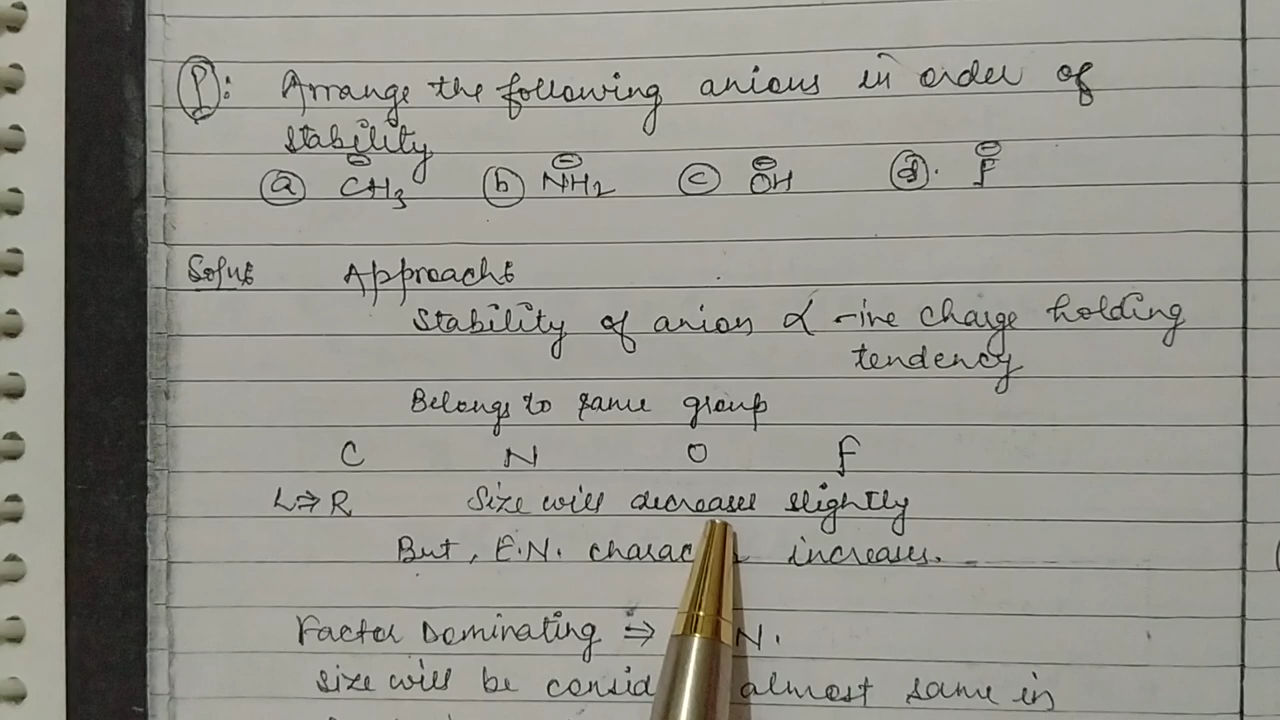 P: Arrange the following anions in order of
stability
(a) ⊖CH3 (b) ⊖NH2 (c) ⊖OH (d). ⊖F
Soln: Approach:
Stability of anion ∝ -ive charge holding
tendency
Belongs to same group
C N O F
L⇒R Size will decreases slightly
But, E.N. charac increases.
Factor Dominating ⇒ N.
size will be consid almost same in